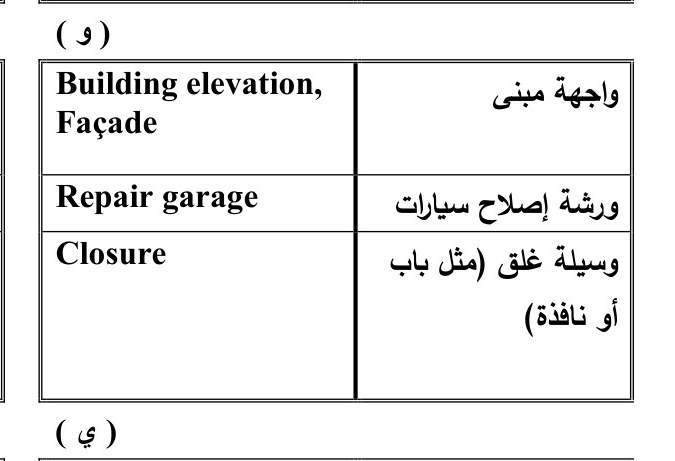 ( و )
Building elevation,
Façade
واجهة مبنى
Repair garage
ورشة إصلاح سيارات
Closure
وسيلة غلق (مثل باب
أو نافذة)
( ي )